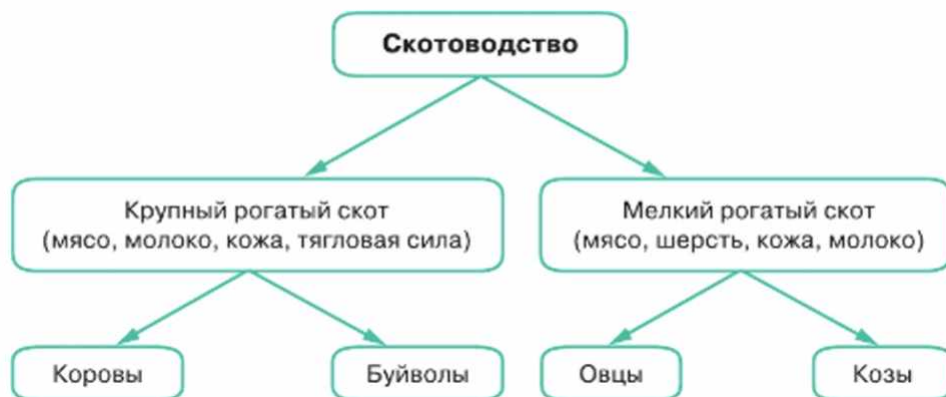 Скотоводство
Крупный рогатый скот
(мясо, молоко, кожа, тягловая сила)
Мелкий рогатый скот
(мясо, шерсть, кожа, молоко)
Коровы
Буйволы
Овцы
Козы